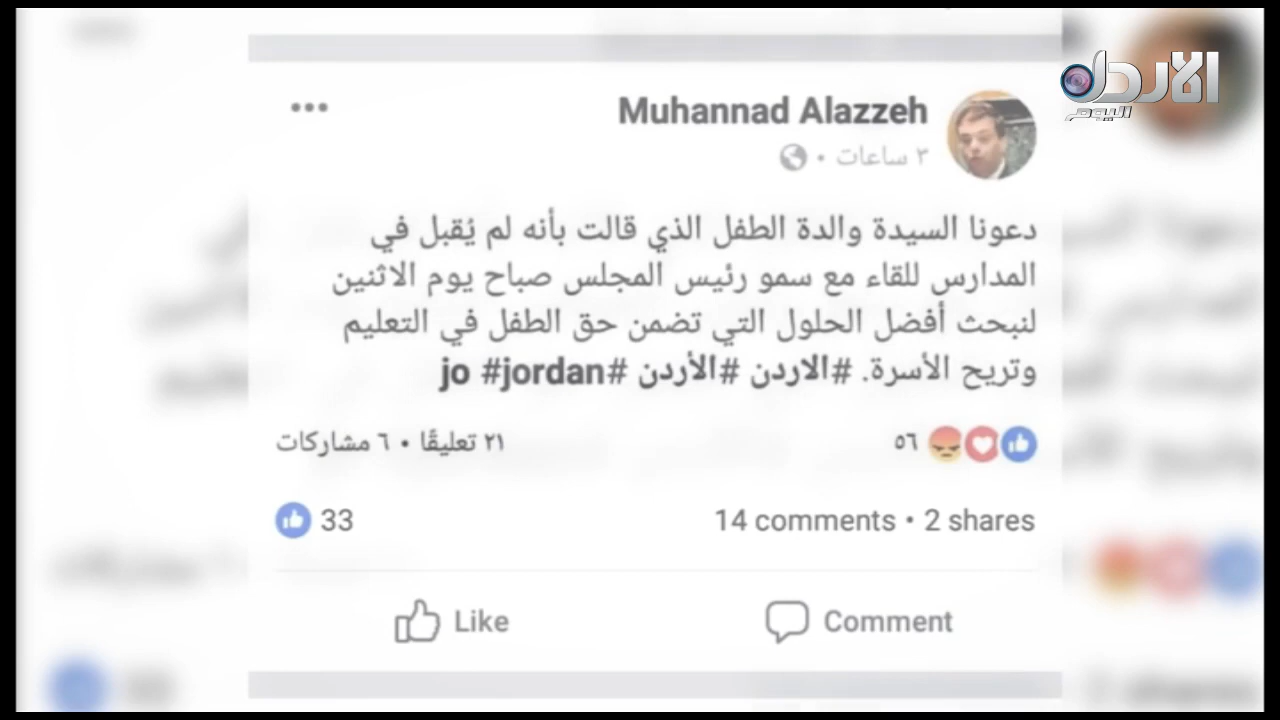 الأردن
اليوم
Muhannad Alazzeh
٣ ساعات •
دعونا السيدة والدة الطفل الذي قالت بأنه لم يُقبل في
المدارس للقاء مع سمو رئيس المجلس صباح يوم الاثنين
لنبحث أفضل الحلول التي تضمن حق الطفل في التعليم
وتريح الأسرة. #الاردن #الأردن #jo #jordan
٥٦
٢١ تعليقًا • ٦ مشاركات
33
14 comments • 2 shares
Like
Comment